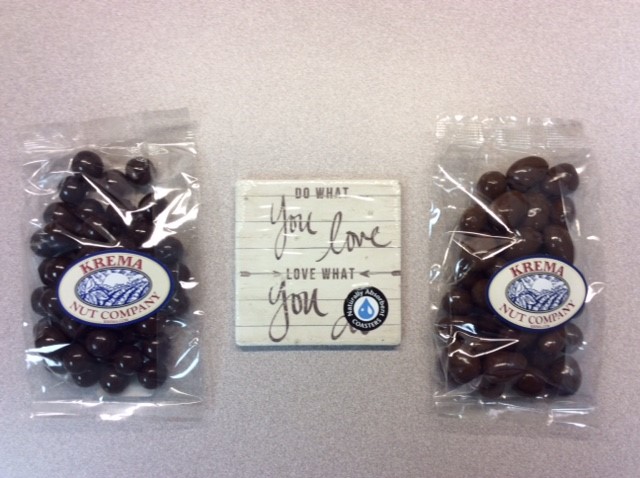 KREMA
NUT COMPANY
DO WHAT
you love
LOVE WHAT
you
Naturally Absorbent
COASTERS
KREMA
NUT COMPANY